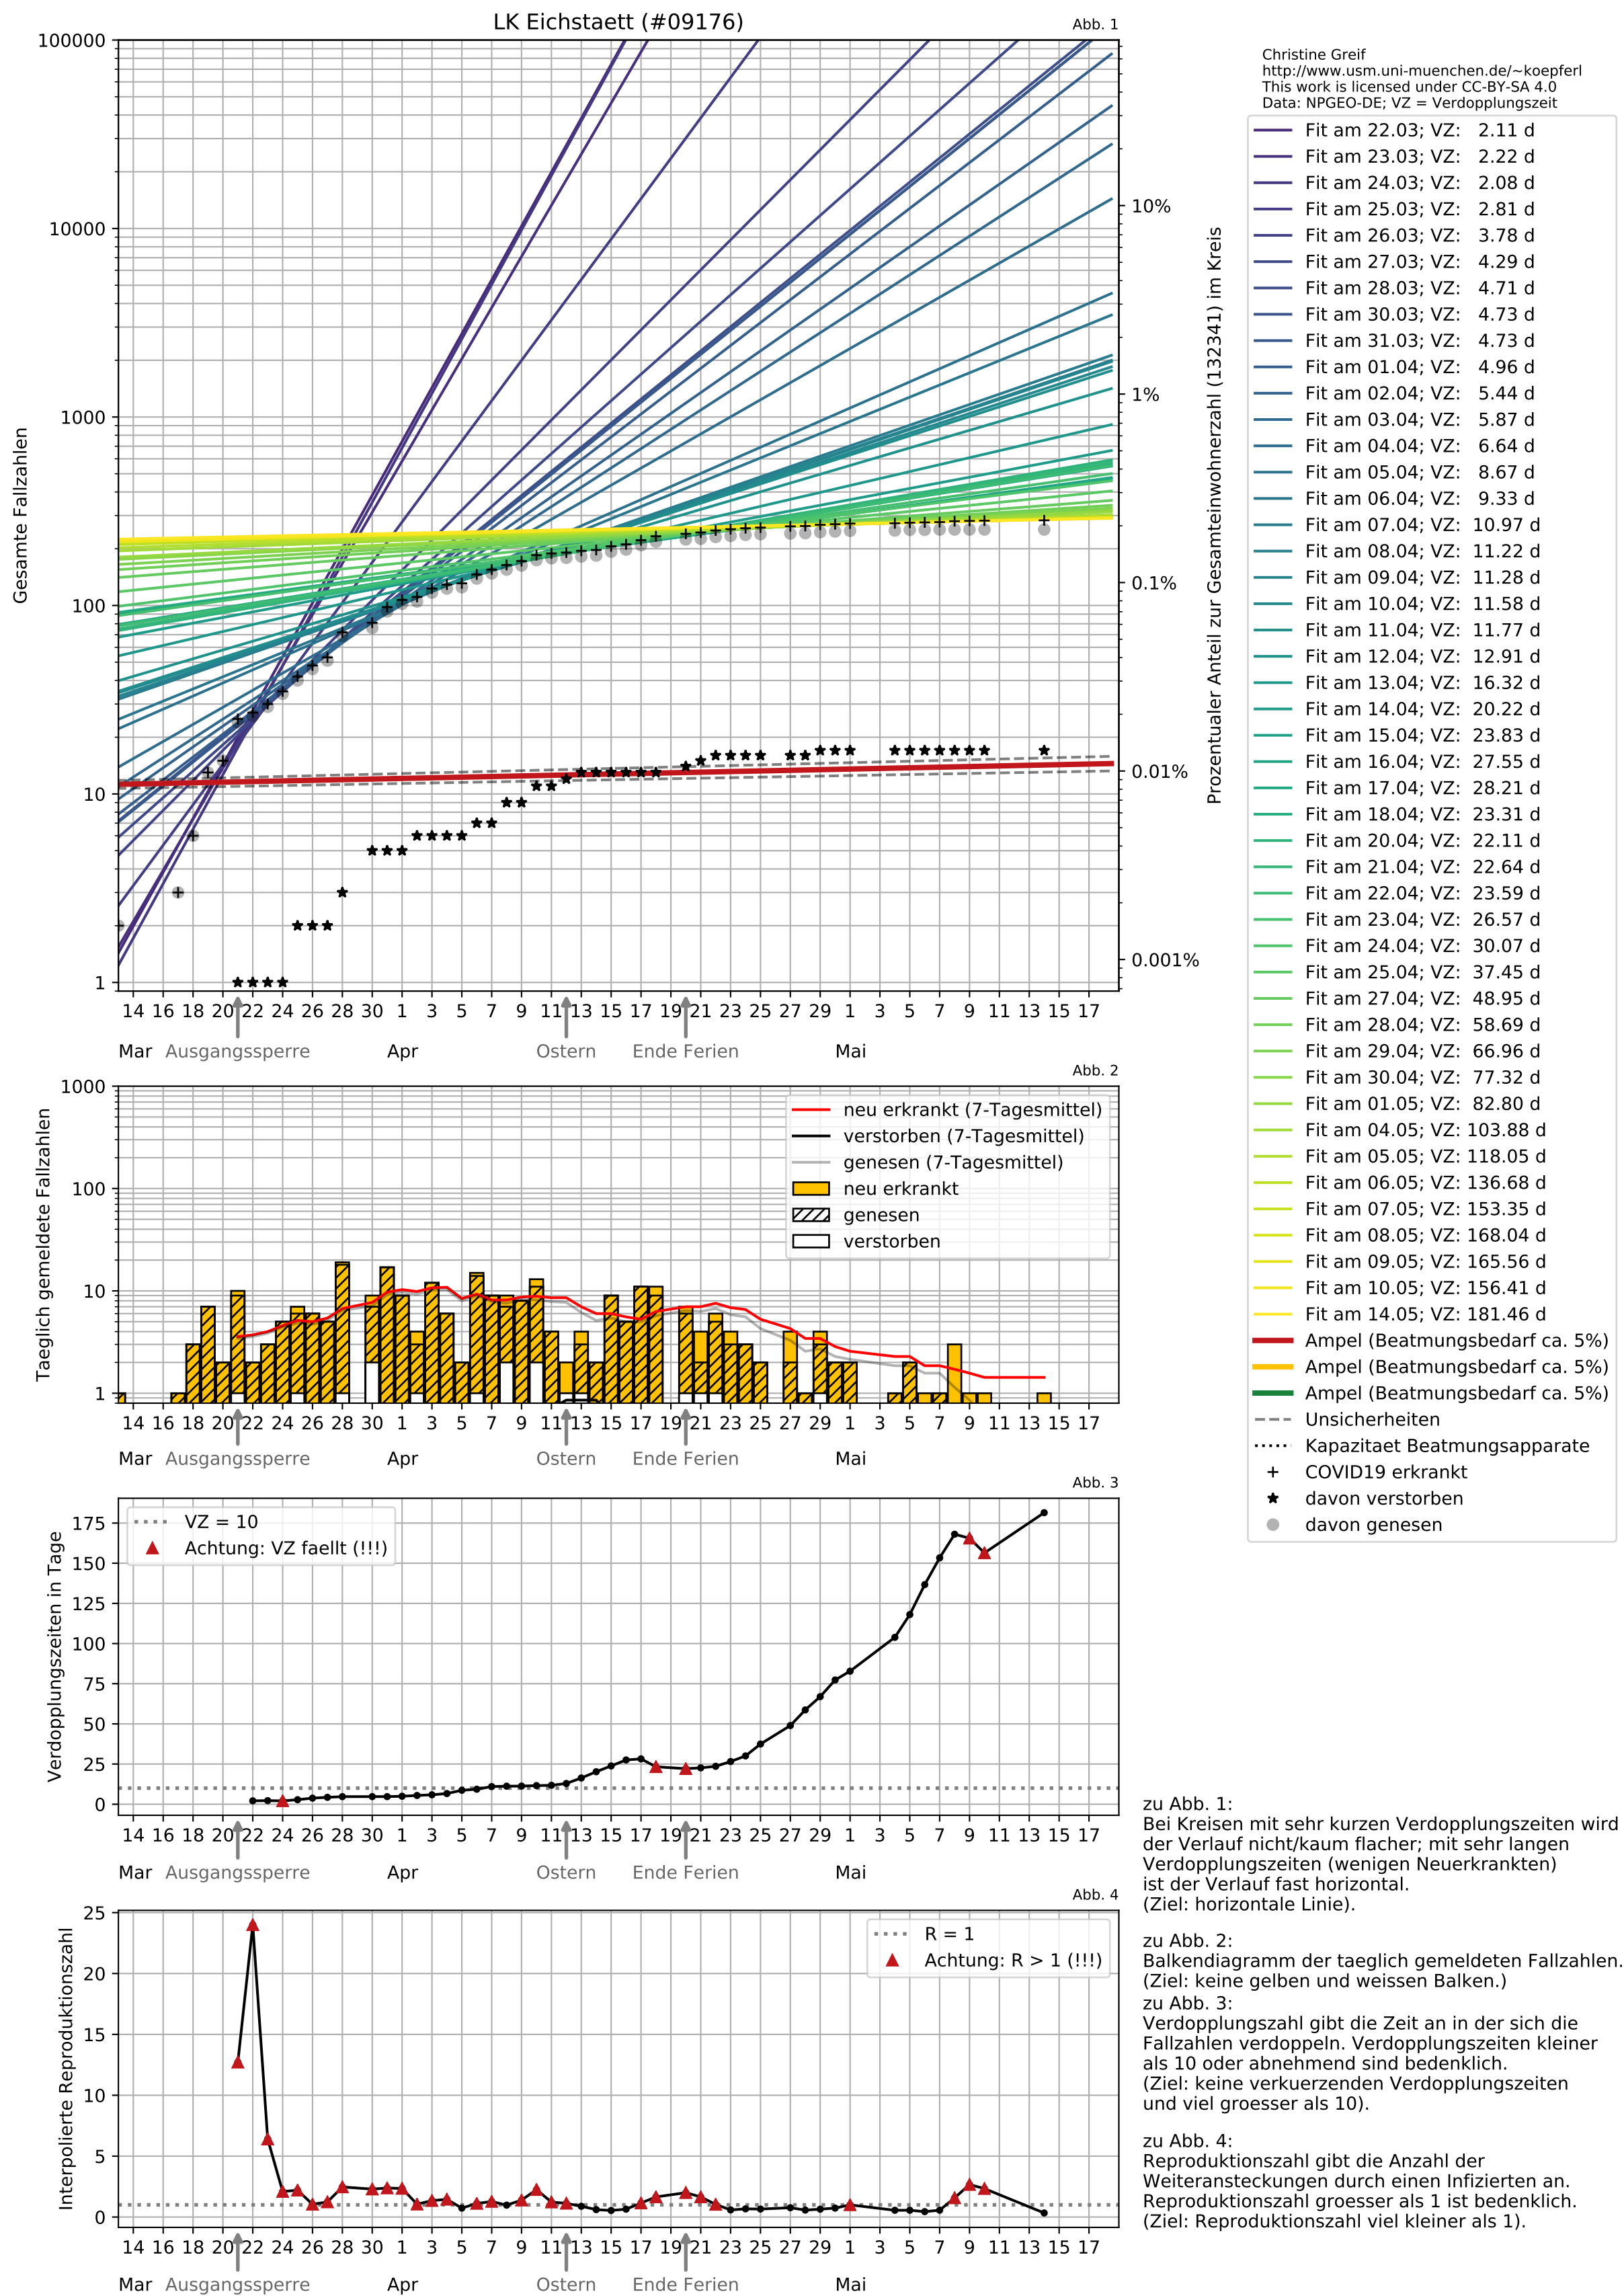 LK Eichstaett (#09176)
Abb. 1
Christine Greif
http://www.usm.uni-muenchen.de/~koepferl
This work is licensed under CC-BY-SA 4.0
Data: NPGEO-DE; VZ = Verdopplungszeit
Gesamte Fallzahlen
100000
10000
1000
100
10
1
Prozentualer Anteil zur Gesamteinwohnerzahl (132341) im Kreis
10%
1%
0.1%
0.01%
0.001%
14 16 18 20 22 24 26 28 30 1 3 5 7 9 11 13 15 17 19 21 23 25 27 29 1 3 5 7 9 11 13 15 17
Mar Ausgangssperre Apr Ostern Ende Ferien Mai
Fit am 22.03; VZ: 2.11 d
Fit am 23.03; VZ: 2.22 d
Fit am 24.03; VZ: 2.08 d
Fit am 25.03; VZ: 2.81 d
Fit am 26.03; VZ: 3.78 d
Fit am 27.03; VZ: 4.29 d
Fit am 28.03; VZ: 4.71 d
Fit am 30.03; VZ: 4.73 d
Fit am 31.03; VZ: 4.73 d
Fit am 01.04; VZ: 4.96 d
Fit am 02.04; VZ: 5.44 d
Fit am 03.04; VZ: 5.87 d
Fit am 04.04; VZ: 6.64 d
Fit am 05.04; VZ: 8.67 d
Fit am 06.04; VZ: 9.33 d
Fit am 07.04; VZ: 10.97 d
Fit am 08.04; VZ: 11.22 d
Fit am 09.04; VZ: 11.28 d
Fit am 10.04; VZ: 11.58 d
Fit am 11.04; VZ: 11.77 d
Fit am 12.04; VZ: 12.91 d
Fit am 13.04; VZ: 16.32 d
Fit am 14.04; VZ: 20.22 d
Fit am 15.04; VZ: 23.83 d
Fit am 16.04; VZ: 27.55 d
Fit am 17.04; VZ: 28.21 d
Fit am 18.04; VZ: 23.31 d
Fit am 20.04; VZ: 22.11 d
Fit am 21.04; VZ: 22.64 d
Fit am 22.04; VZ: 23.59 d
Fit am 23.04; VZ: 26.57 d
Fit am 24.04; VZ: 30.07 d
Fit am 25.04; VZ: 37.45 d
Fit am 27.04; VZ: 48.95 d
Fit am 28.04; VZ: 58.69 d
Fit am 29.04; VZ: 66.96 d
Fit am 30.04; VZ: 77.32 d
Fit am 01.05; VZ: 82.80 d
Fit am 04.05; VZ: 103.88 d
Fit am 05.05; VZ: 118.05 d
Fit am 06.05; VZ: 136.68 d
Fit am 07.05; VZ: 153.35 d
Fit am 08.05; VZ: 168.04 d
Fit am 09.05; VZ: 165.56 d
Fit am 10.05; VZ: 156.41 d
Fit am 14.05; VZ: 181.46 d
Ampel (Beatmungsbedarf ca. 5%)
Ampel (Beatmungsbedarf ca. 5%)
Ampel (Beatmungsbedarf ca. 5%)
Unsicherheiten
Kapazitaet Beatmungsapparate
COVID19 erkrankt
davon verstorben
davon genesen
Abb. 2
Taeglich gemeldete Fallzahlen
1000
100
10
1
neu erkrankt (7-Tagesmittel)
verstorben (7-Tagesmittel)
genesen (7-Tagesmittel)
neu erkrankt
genesen
verstorben
14 16 18 20 22 24 26 28 30 1 3 5 7 9 11 13 15 17 19 21 23 25 27 29 1 3 5 7 9 11 13 15 17
Mar Ausgangssperre Apr Ostern Ende Ferien Mai
Abb. 3
Verdopplungszeiten in Tage
175
150
125
100
75
50
25
0
VZ = 10
Achtung: VZ faellt (!!!)
14 16 18 20 22 24 26 28 30 1 3 5 7 9 11 13 15 17 19 21 23 25 27 29 1 3 5 7 9 11 13 15 17
Mar Ausgangssperre Apr Ostern Ende Ferien Mai
Abb. 4
Interpolierte Reproduktionszahl
25
20
15
10
5
0
R = 1
Achtung: R > 1 (!!!)
14 16 18 20 22 24 26 28 30 1 3 5 7 9 11 13 15 17 19 21 23 25 27 29 1 3 5 7 9 11 13 15 17
Mar Ausgangssperre Apr Ostern Ende Ferien Mai
zu Abb. 1:
Bei Kreisen mit sehr kurzen Verdopplungszeiten wird
der Verlauf nicht/kaum flacher; mit sehr langen
Verdopplungszeiten (wenigen Neuerkrankten)
ist der Verlauf fast horizontal.
(Ziel: horizontale Linie).
zu Abb. 2:
Balkendiagramm der taeglich gemeldeten Fallzahlen.
(Ziel: keine gelben und weissen Balken.)
zu Abb. 3:
Verdopplungszahl gibt die Zeit an in der sich die
Fallzahlen verdoppeln. Verdopplungszeiten kleiner
als 10 oder abnehmend sind bedenklich.
(Ziel: keine verkuerzenden Verdopplungszeiten
und viel groesser als 10).
zu Abb. 4:
Reproduktionszahl gibt die Anzahl der
Weiteransteckungen durch einen Infizierten an.
Reproduktionszahl groesser als 1 ist bedenklich.
(Ziel: Reproduktionszahl viel kleiner als 1).